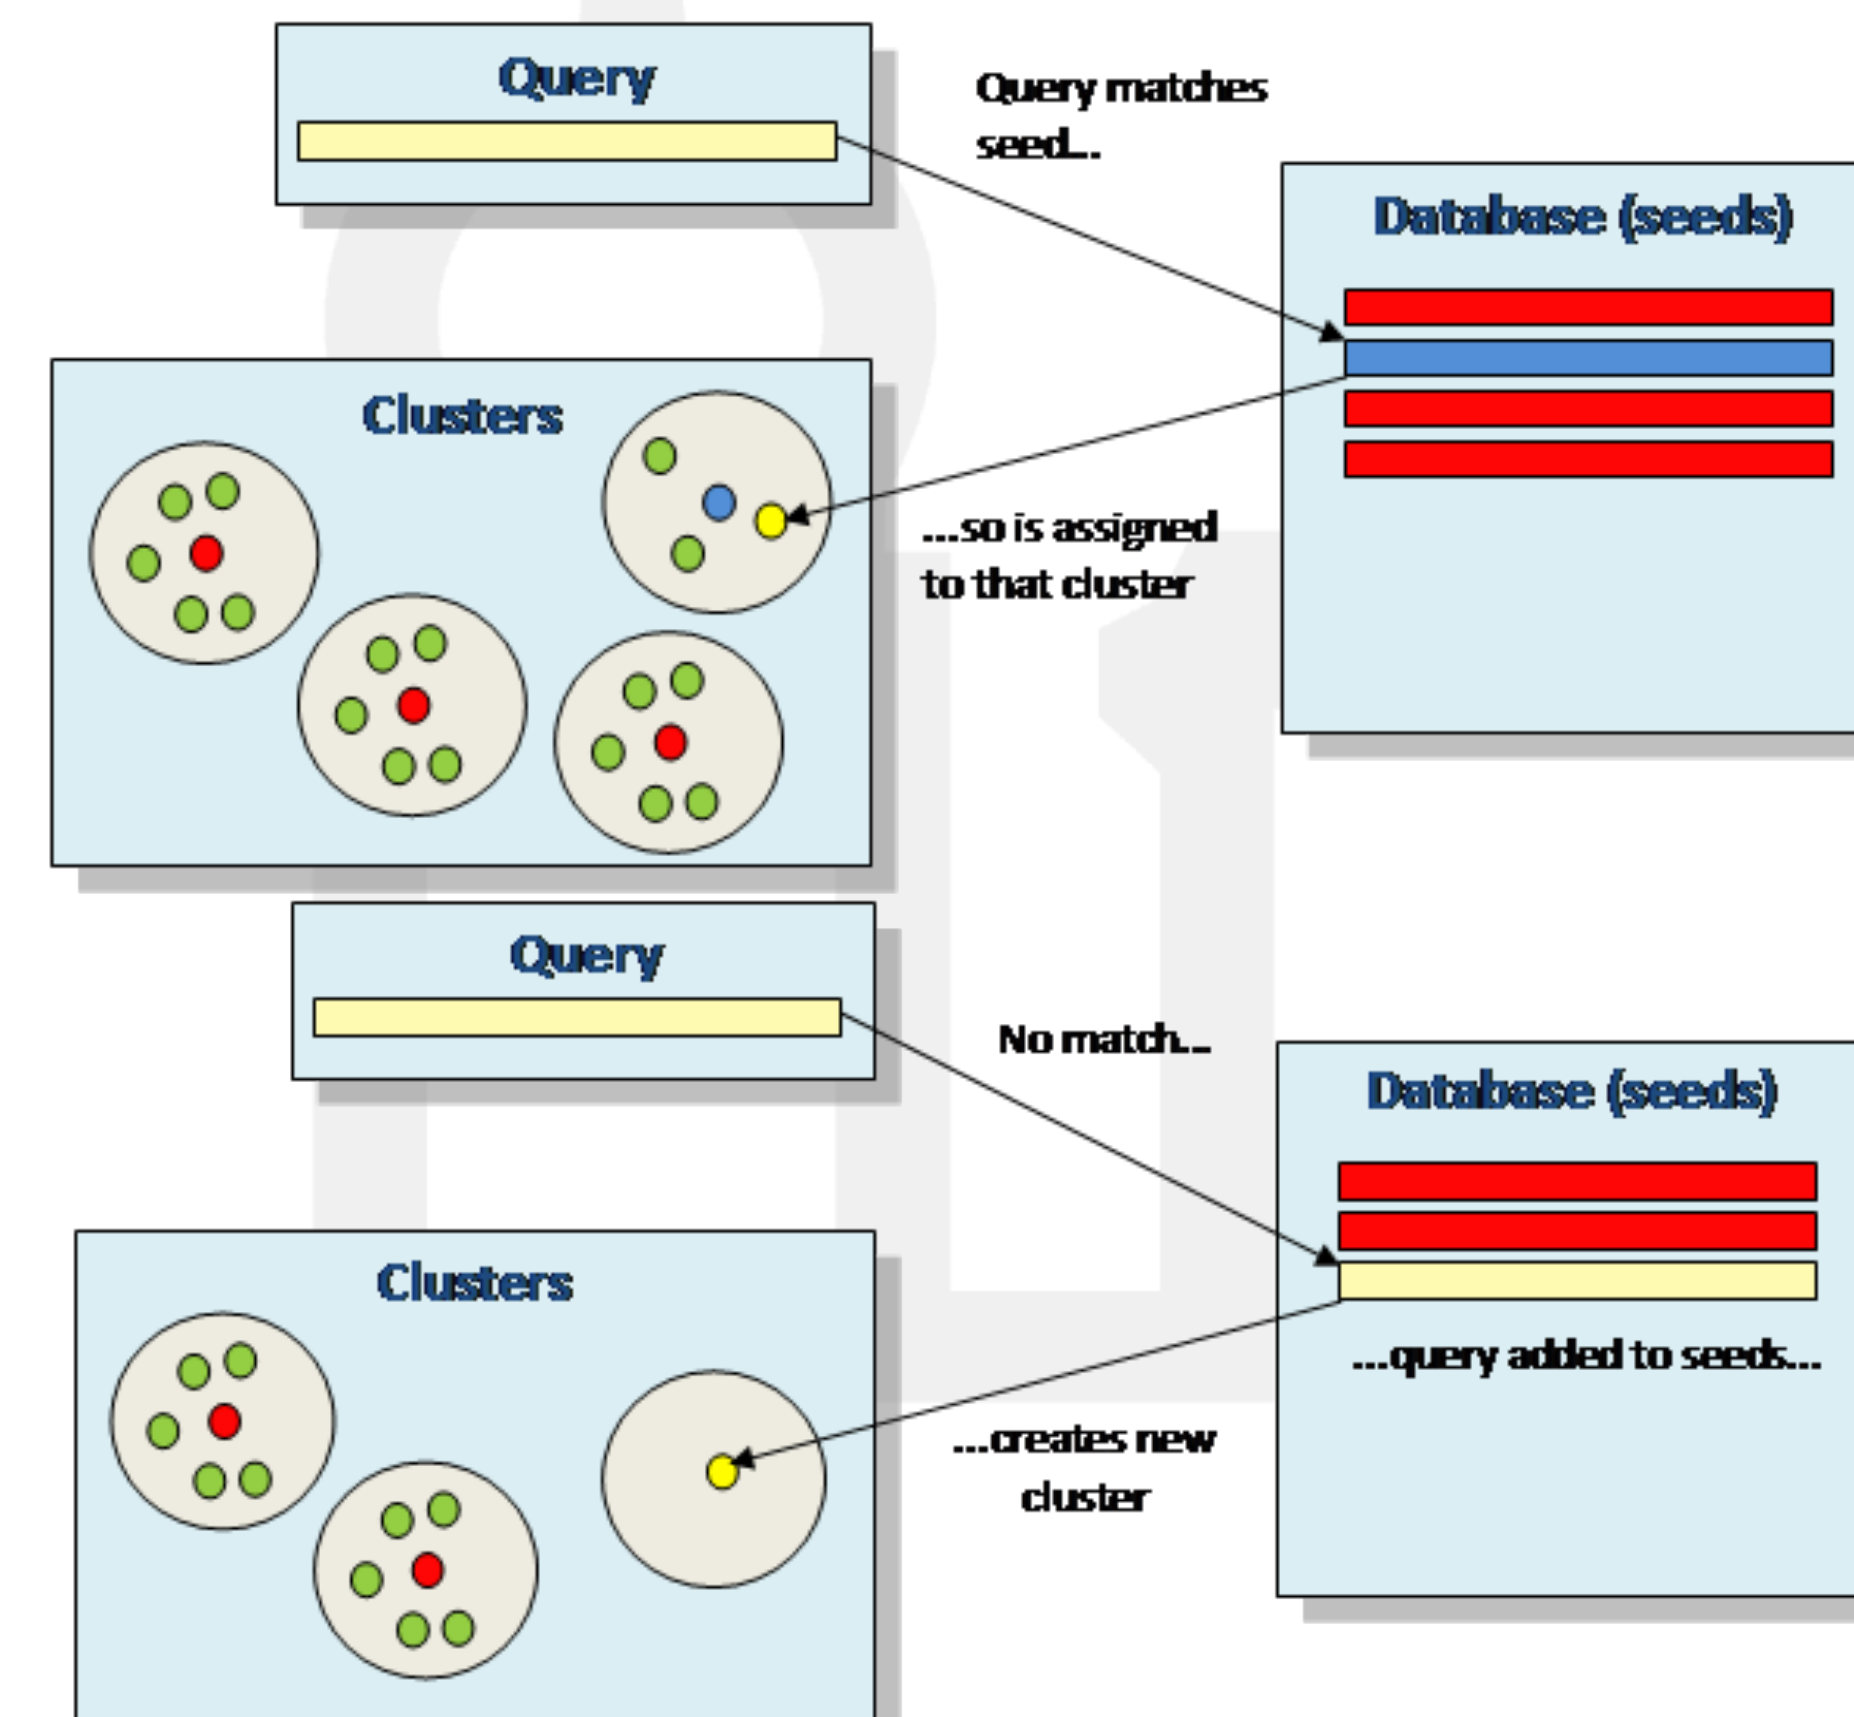 Query
Query matches
seed...
Database (seeds)
Clusters
...so is assigned
to that cluster
Query
No match...
Database (seeds)
...query added to seeds...
Clusters
...creates new
cluster